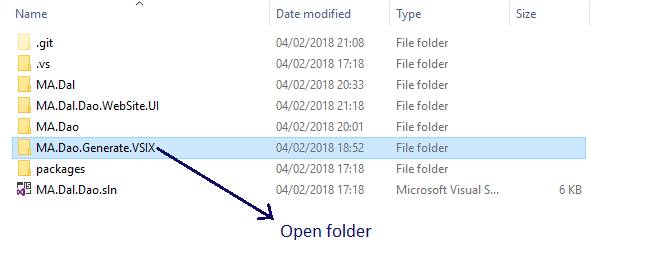 Name Date modified Type Size
.git 04/02/2018 21:08 File folder
.vs 04/02/2018 17:18 File folder
MA.Dal 04/02/2018 20:33 File folder
MA.Dal.Dao.WebSite.UI 04/02/2018 21:18 File folder
MA.Dao 04/02/2018 20:01 File folder
MA.Dao.Generate.VSIX 04/02/2018 18:52 File folder
packages 04/02/2018 17:18 File folder
MA.Dal.Dao.sln 04/02/2018 17:18 Microsoft Visual S... 6 KB
Open folder